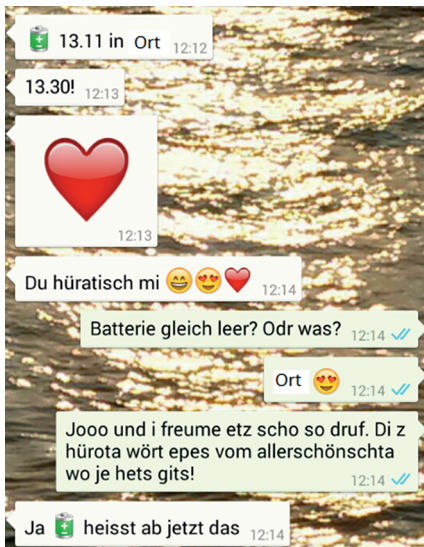 🔋 13.11 in Ort 12:12
13.30! 12:13
❤️ 12:13
Du hüratisch mi 😄😍❤️ 12:14
Batterie gleich leer? Odr was? 12:14
Ort 😍 12:14
Jooo und i freume etz scho so druf. Di z
hürota wört epes vom allerschönschta
wo je hets gits!
12:14
Ja 🔋 heisst ab jetzt das 12:14